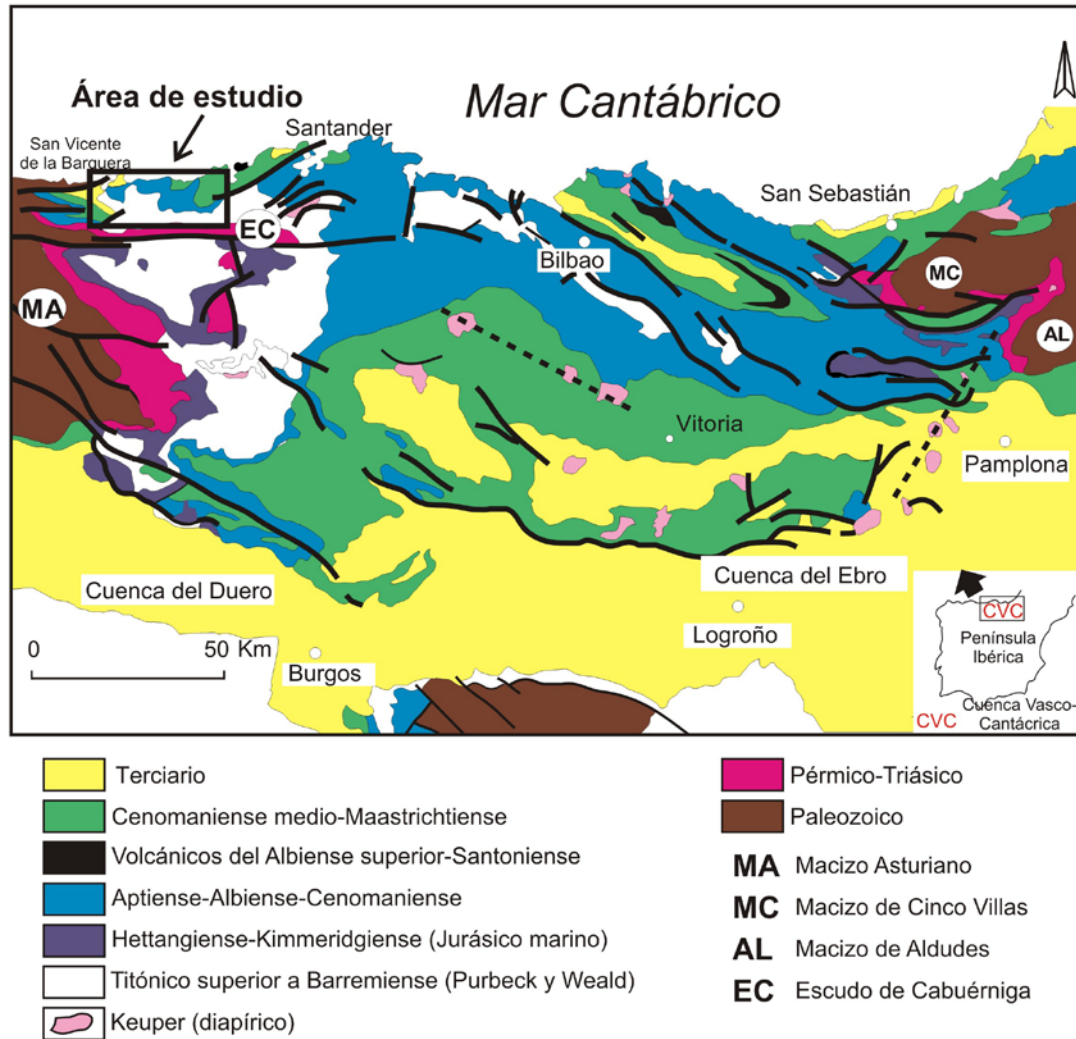 Mar Cantábrico
Área de estudio
San Vicente
de la Barquera
Santander
San Sebastián
EC
Bilbao
MC
MA
AL
Vitoria
Pamplona
Cuenca del Duero
Cuenca del Ebro
0
50 Km
Logroño
Burgos
CVC
Península
Ibérica
Cuenca Vasco-
CVC Cantácrica
Terciario
Cenomaniense medio-Maastrichtiense
Volcánicos del Albiense superior-Santoniense
Aptiense-Albiense-Cenomaniense
Hettangiense-Kimmeridgiense (Jurásico marino)
Titónico superior a Barremiense (Purbeck y Weald)
Keuper (diapírico)
Pérmico-Triásico
Paleozoico
MA Macizo Asturiano
MC Macizo de Cinco Villas
AL Macizo de Aldudes
EC Escudo de Cabuérniga